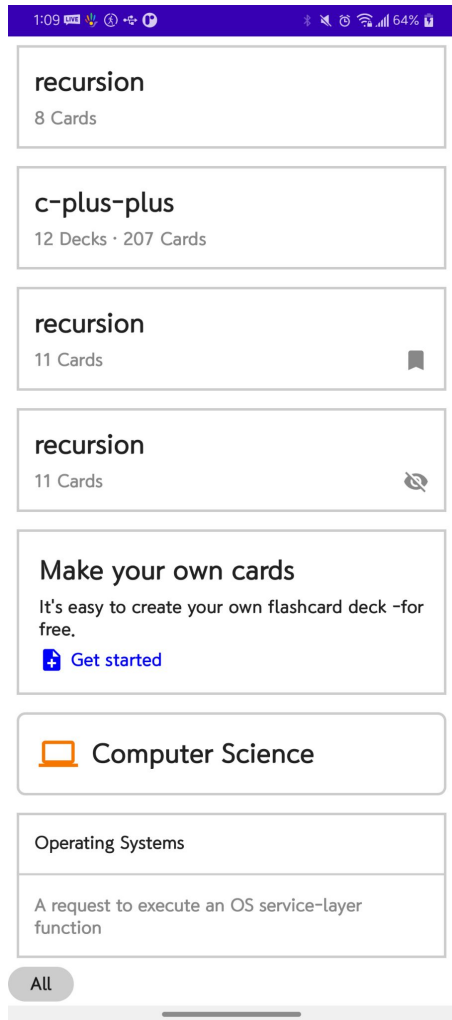 1:09 LIVE 64%
recursion
8 Cards
c-plus-plus
12 Decks · 207 Cards
recursion
11 Cards
recursion
11 Cards
Make your own cards
It's easy to create your own flashcard deck -for
free.
Get started
Computer Science
Operating Systems
A request to execute an OS service-layer
function
All